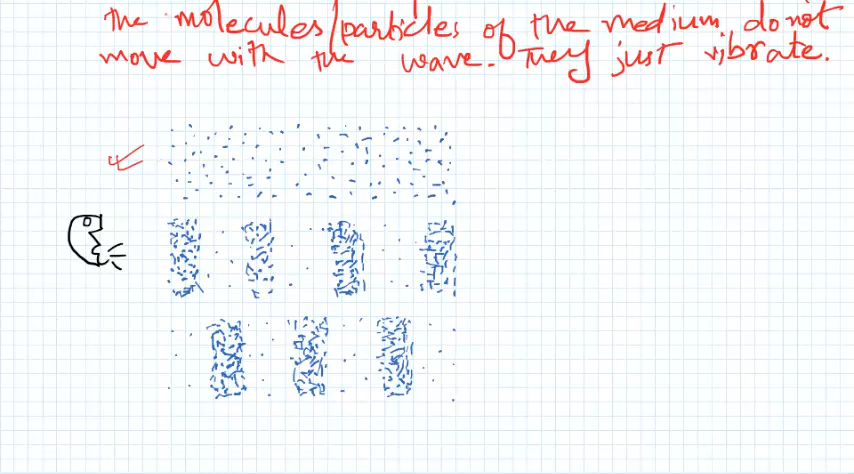 the molecules/particles of the medium do not
move with the wave. They just vibrate.